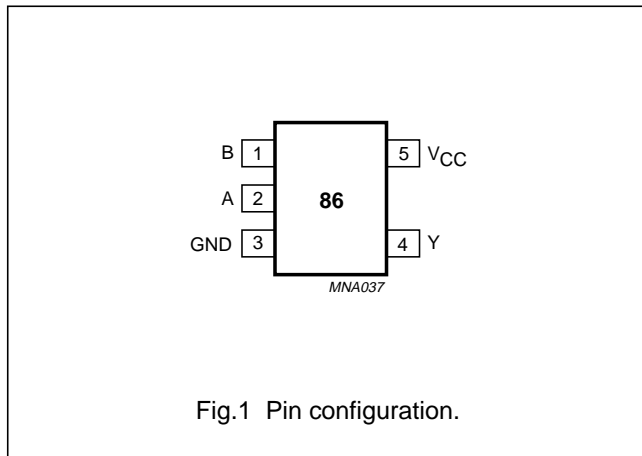 B 1 5 VCC
A 2 86
GND 3 4 Y
MNA037
Fig.1 Pin configuration.